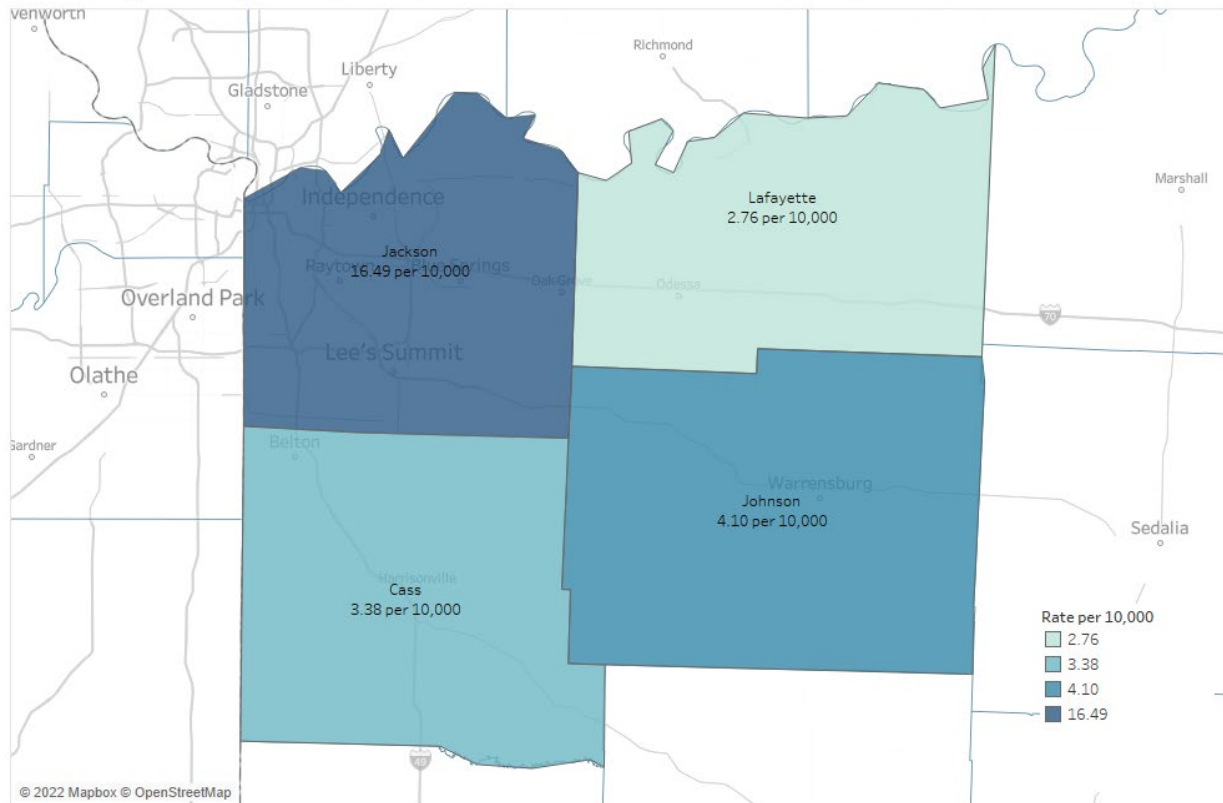 venworth
Richmond
Liberty
Gladstone
Marshall
Lafayette
2.76 per 10,000
Independence
Jackson
16.49 per 10,000
Oak Grove
Odessa
70
Overland Park
Lee's Summit
Olathe
Gardner
Belton
Warrensburg
Johnson
4.10 per 10,000
Sedalia
Harrisonville
Cass
3.38 per 10,000
Rate per 10,000
2.76
3.38
4.10
16.49
49
© 2022 Mapbox © OpenStreetMap